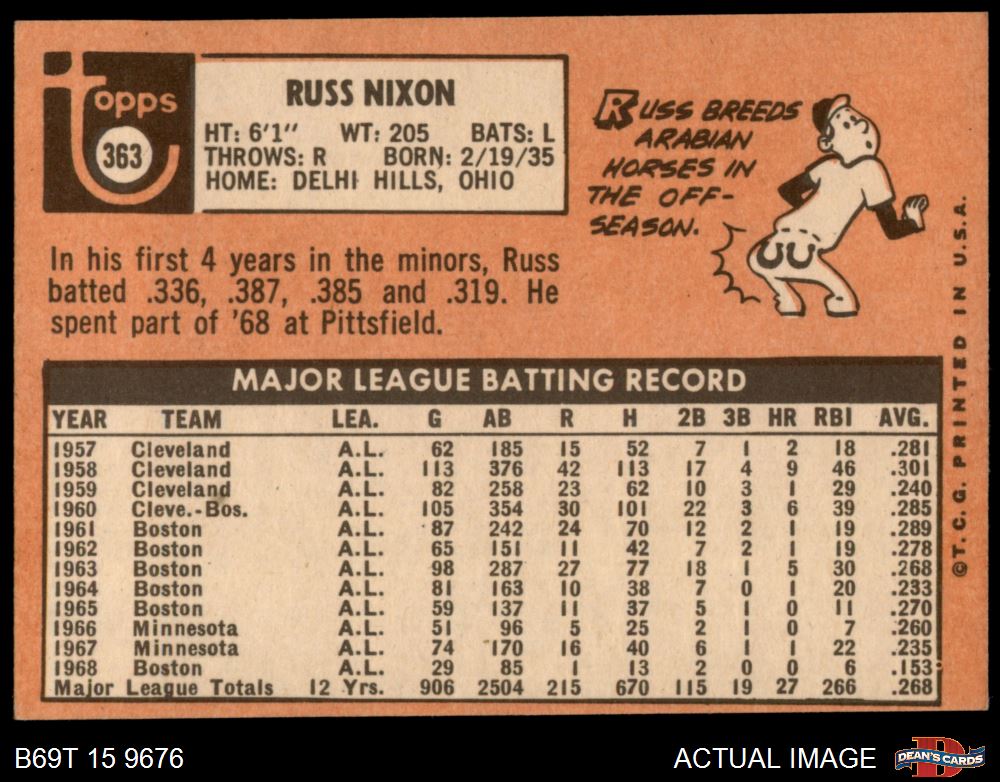 Topps
363
RUSS NIXON
HT: 6'1" WT: 205 BATS: L
THROWS: R BORN: 2/19/35
HOME: DELHI HILLS, OHIO
RUSS BREEDS
ARABIAN
HORSES IN
THE OFF-
SEASON.
In his first 4 years in the minors, Russ
batted .336, .387, .385 and .319. He
spent part of '68 at Pittsfield.
MAJOR LEAGUE BATTING RECORD
YEAR TEAM LEA. G AB R H 2B 3B HR RBI AVG.
1957 Cleveland A.L. 62 185 15 52 7 1 2 18 .281
1958 Cleveland A.L. 113 376 42 113 17 4 9 46 .301
1959 Cleveland A.L. 82 258 23 62 10 3 1 29 .240
1960 Cleve.-Bos. A.L. 105 354 30 101 22 3 6 39 .285
1961 Boston A.L. 87 242 24 70 12 2 1 19 .289
1962 Boston A.L. 65 151 11 42 7 2 1 19 .278
1963 Boston A.L. 98 287 27 77 18 1 5 30 .268
1964 Boston A.L. 81 163 10 38 7 0 1 20 .233
1965 Boston A.L. 59 137 11 37 5 1 0 11 .270
1966 Minnesota A.L. 51 96 5 25 2 1 0 7 .260
1967 Minnesota A.L. 74 170 16 40 6 1 1 22 .235
1968 Boston A.L. 29 85 1 13 2 0 0 6 .153
Major League Totals 12 Yrs. 906 2504 215 670 115 19 27 266 .268
©T.C.G. PRINTED IN U.S.A.
B69T 15 9676
ACTUAL IMAGE
D
DEAN'S CARDS